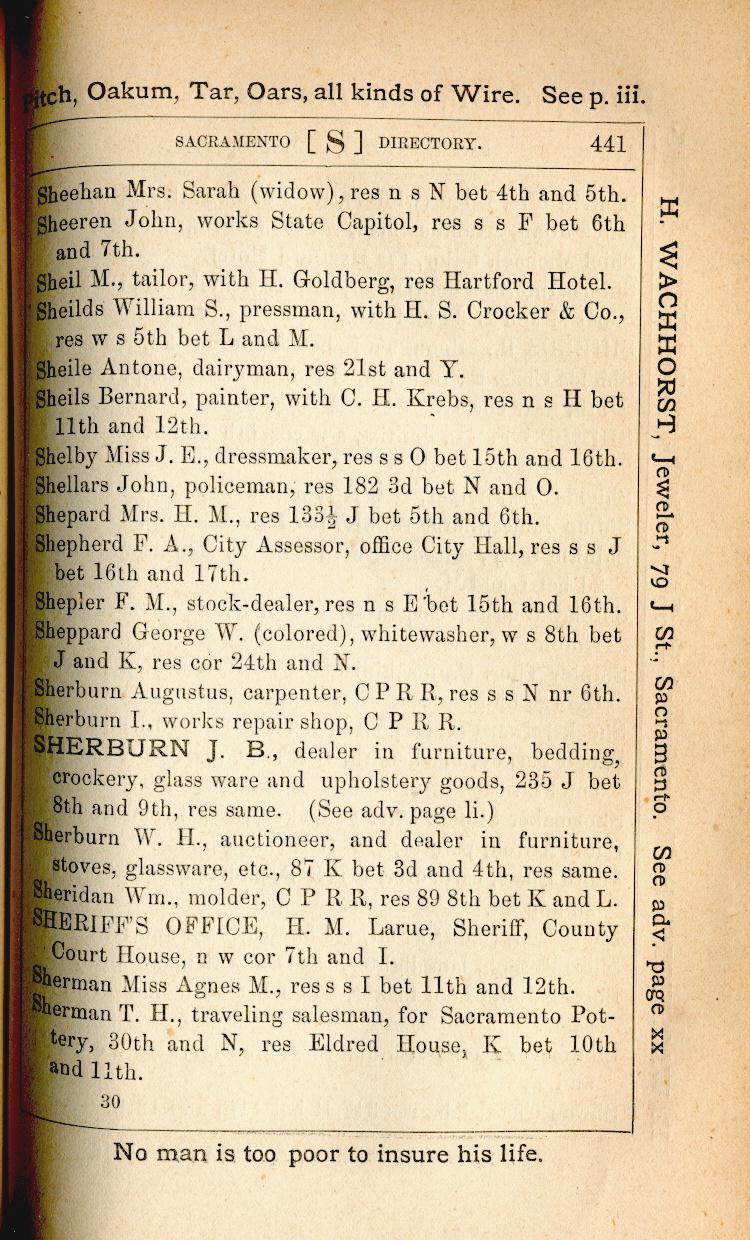 Pitch, Oakum, Tar, Oars, all kinds of Wire. See p. iii.
SACRAMENTO [ S ] DIRECTORY. 441
Sheehan Mrs. Sarah (widow), res n s N bet 4th and 5th.
Sheeren John, works State Capitol, res s s F bet 6th
and 7th.
Sheil M., tailor, with H. Goldberg, res Hartford Hotel.
Sheilds William S., pressman, with H. S. Crocker & Co.,
res w s 5th bet L and M.
Sheile Antone, dairyman, res 21st and Y.
Sheils Bernard, painter, with C. H. Krebs, res n s H bet
11th and 12th.
Shelby Miss J. E., dressmaker, res s s O bet 15th and 16th.
Shellars John, policeman, res 182 3d bet N and O.
Shepard Mrs. H. M., res 133½ J bet 5th and 6th.
Shepherd F. A., City Assessor, office City Hall, res s s J
bet 16th and 17th.
Shepler F. M., stock-dealer, res n s E bet 15th and 16th.
Sheppard George W. (colored), whitewasher, w s 8th bet
J and K, res cor 24th and N.
Sherburn Augustus, carpenter, C P R R, res s s N nr 6th.
Sherburn I., works repair shop, C P R R.
SHERBURN J. B., dealer in furniture, bedding,
crockery, glass ware and upholstery goods, 235 J bet
8th and 9th, res same. (See adv. page li.)
Sherburn W. H., auctioneer, and dealer in furniture,
stoves, glassware, etc., 87 K bet 3d and 4th, res same.
Sheridan Wm., molder, C P R R, res 89 8th bet K and L.
SHERIFF'S OFFICE, H. M. Larue, Sheriff, County
Court House, n w cor 7th and I.
Sherman Miss Agnes M., res s s I bet 11th and 12th.
Sherman T. H., traveling salesman, for Sacramento Pot-
tery, 30th and N, res Eldred House, K bet 10th
and 11th.
30
No man is too poor to insure his life.
H. WACHHORST, Jeweler, 79 J St., Sacramento. See adv. page xx